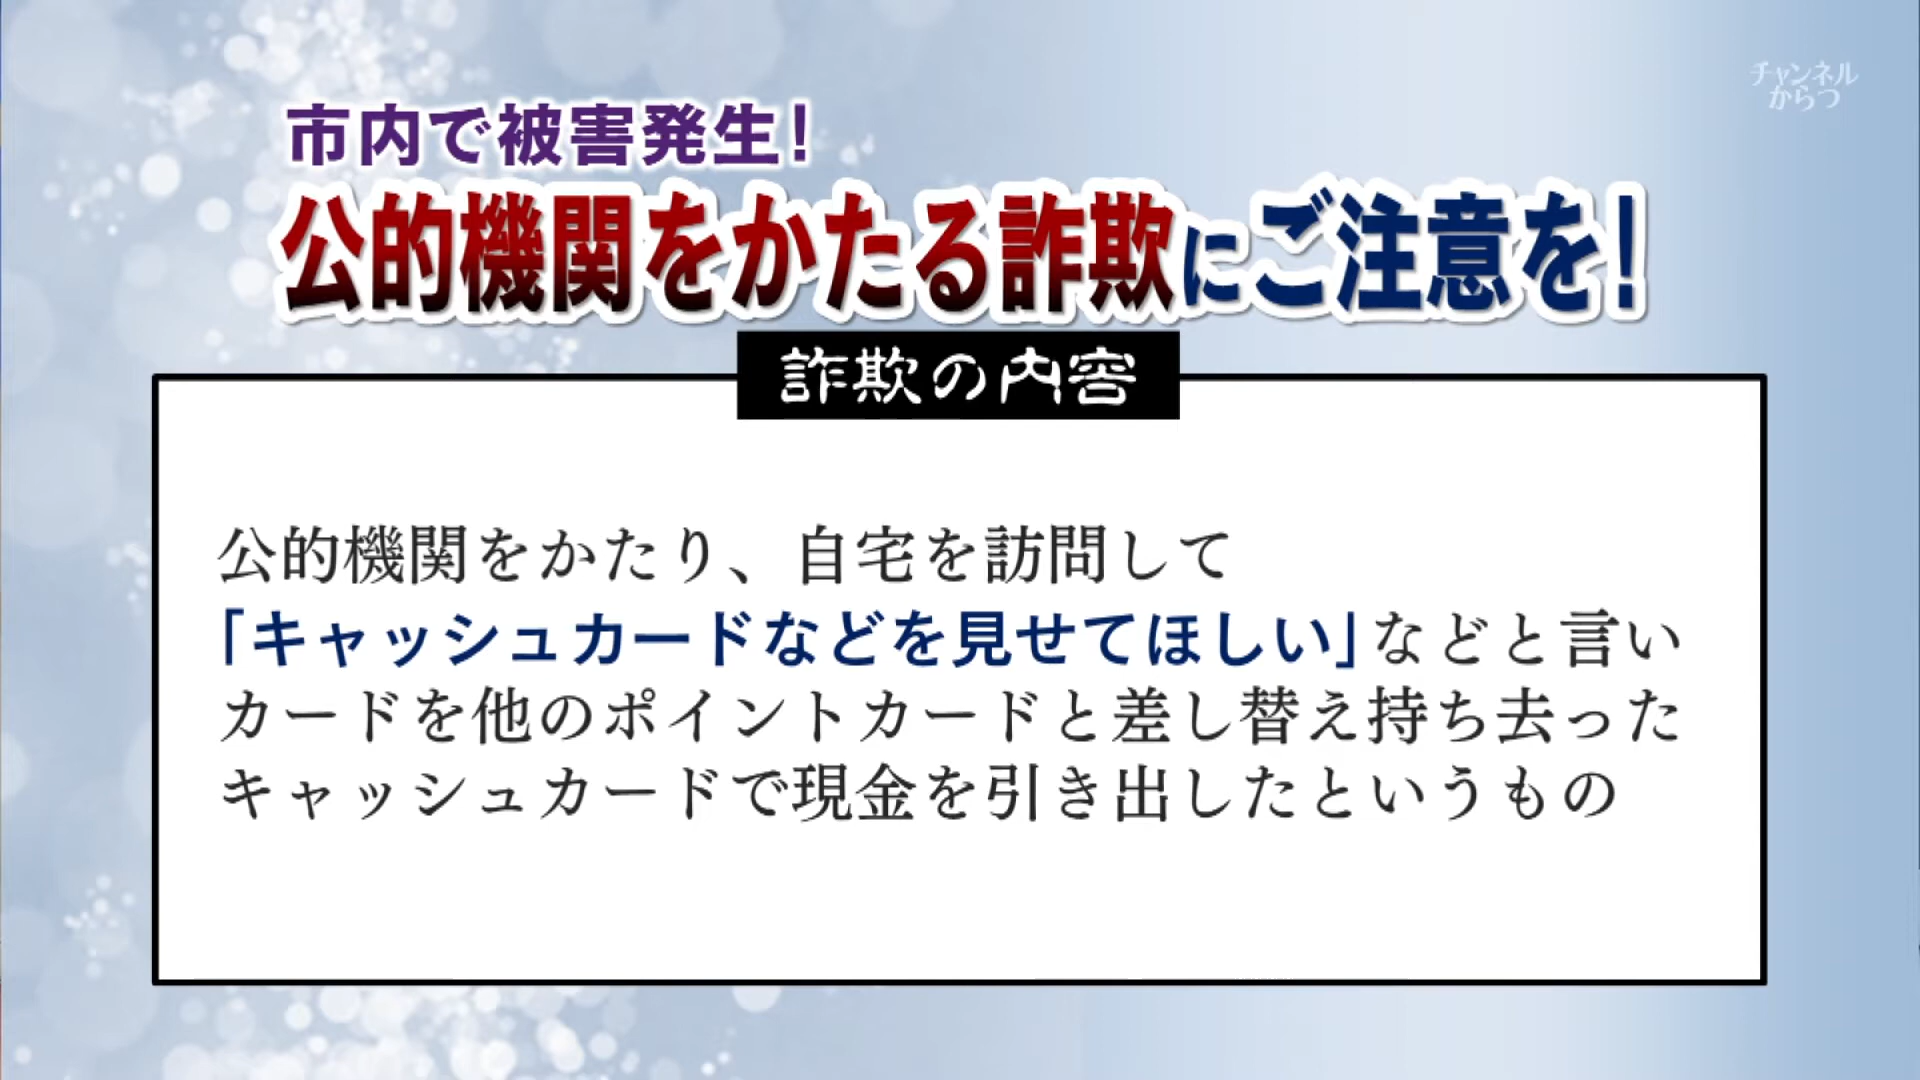 チャンネル
からつ
市内で被害発生！
公的機関をかたる詐欺にご注意を！
詐欺の内容
公的機関をかたり、自宅を訪問して
「キャッシュカードなどを見せてほしい」などと言い
カードを他のポイントカードと差し替え持ち去った
キャッシュカードで現金を引き出したというもの